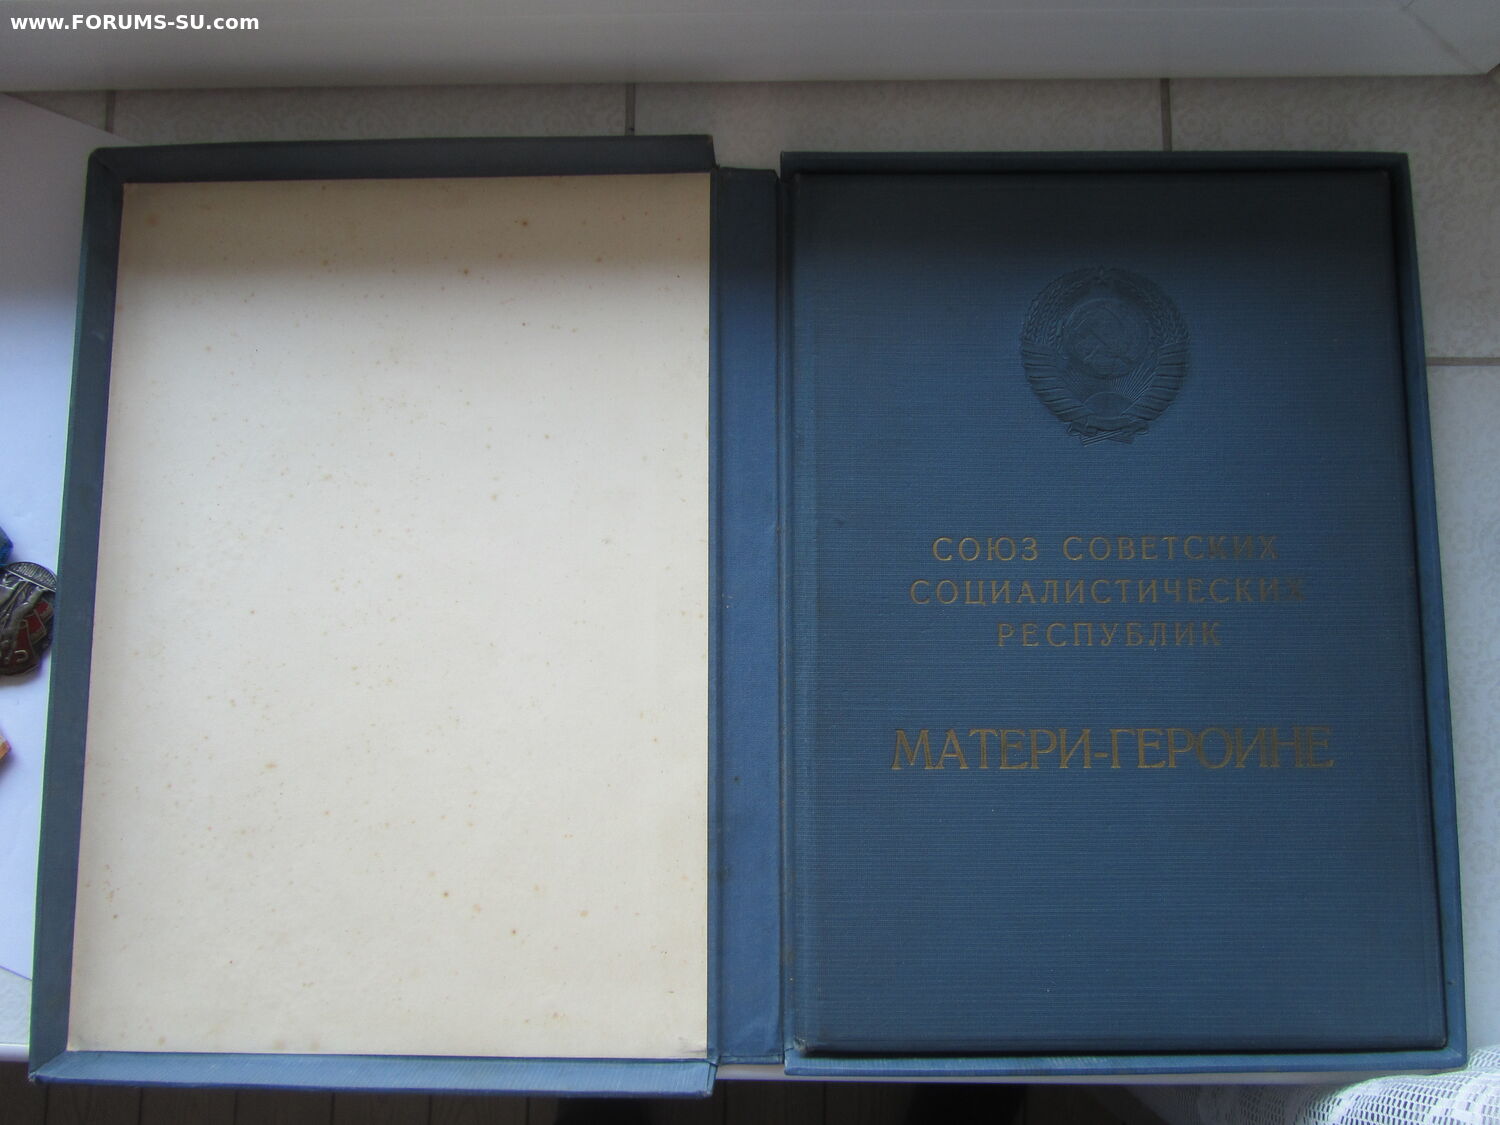 www.FORUMS-SU.com
СОЮЗ СОВЕТСКИХ
СОЦИАЛИСТИЧЕСКИХ
РЕСПУБЛИК
МАТЕРИ-ГЕРОИНЕ